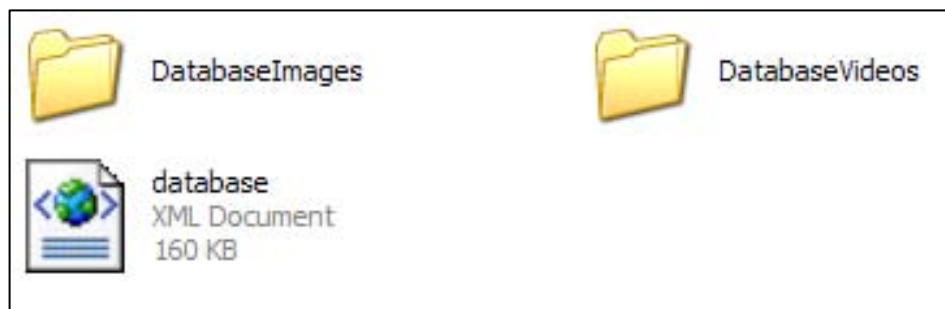 DatabaseImages
DatabaseVideos
database
XML Document
160 KB